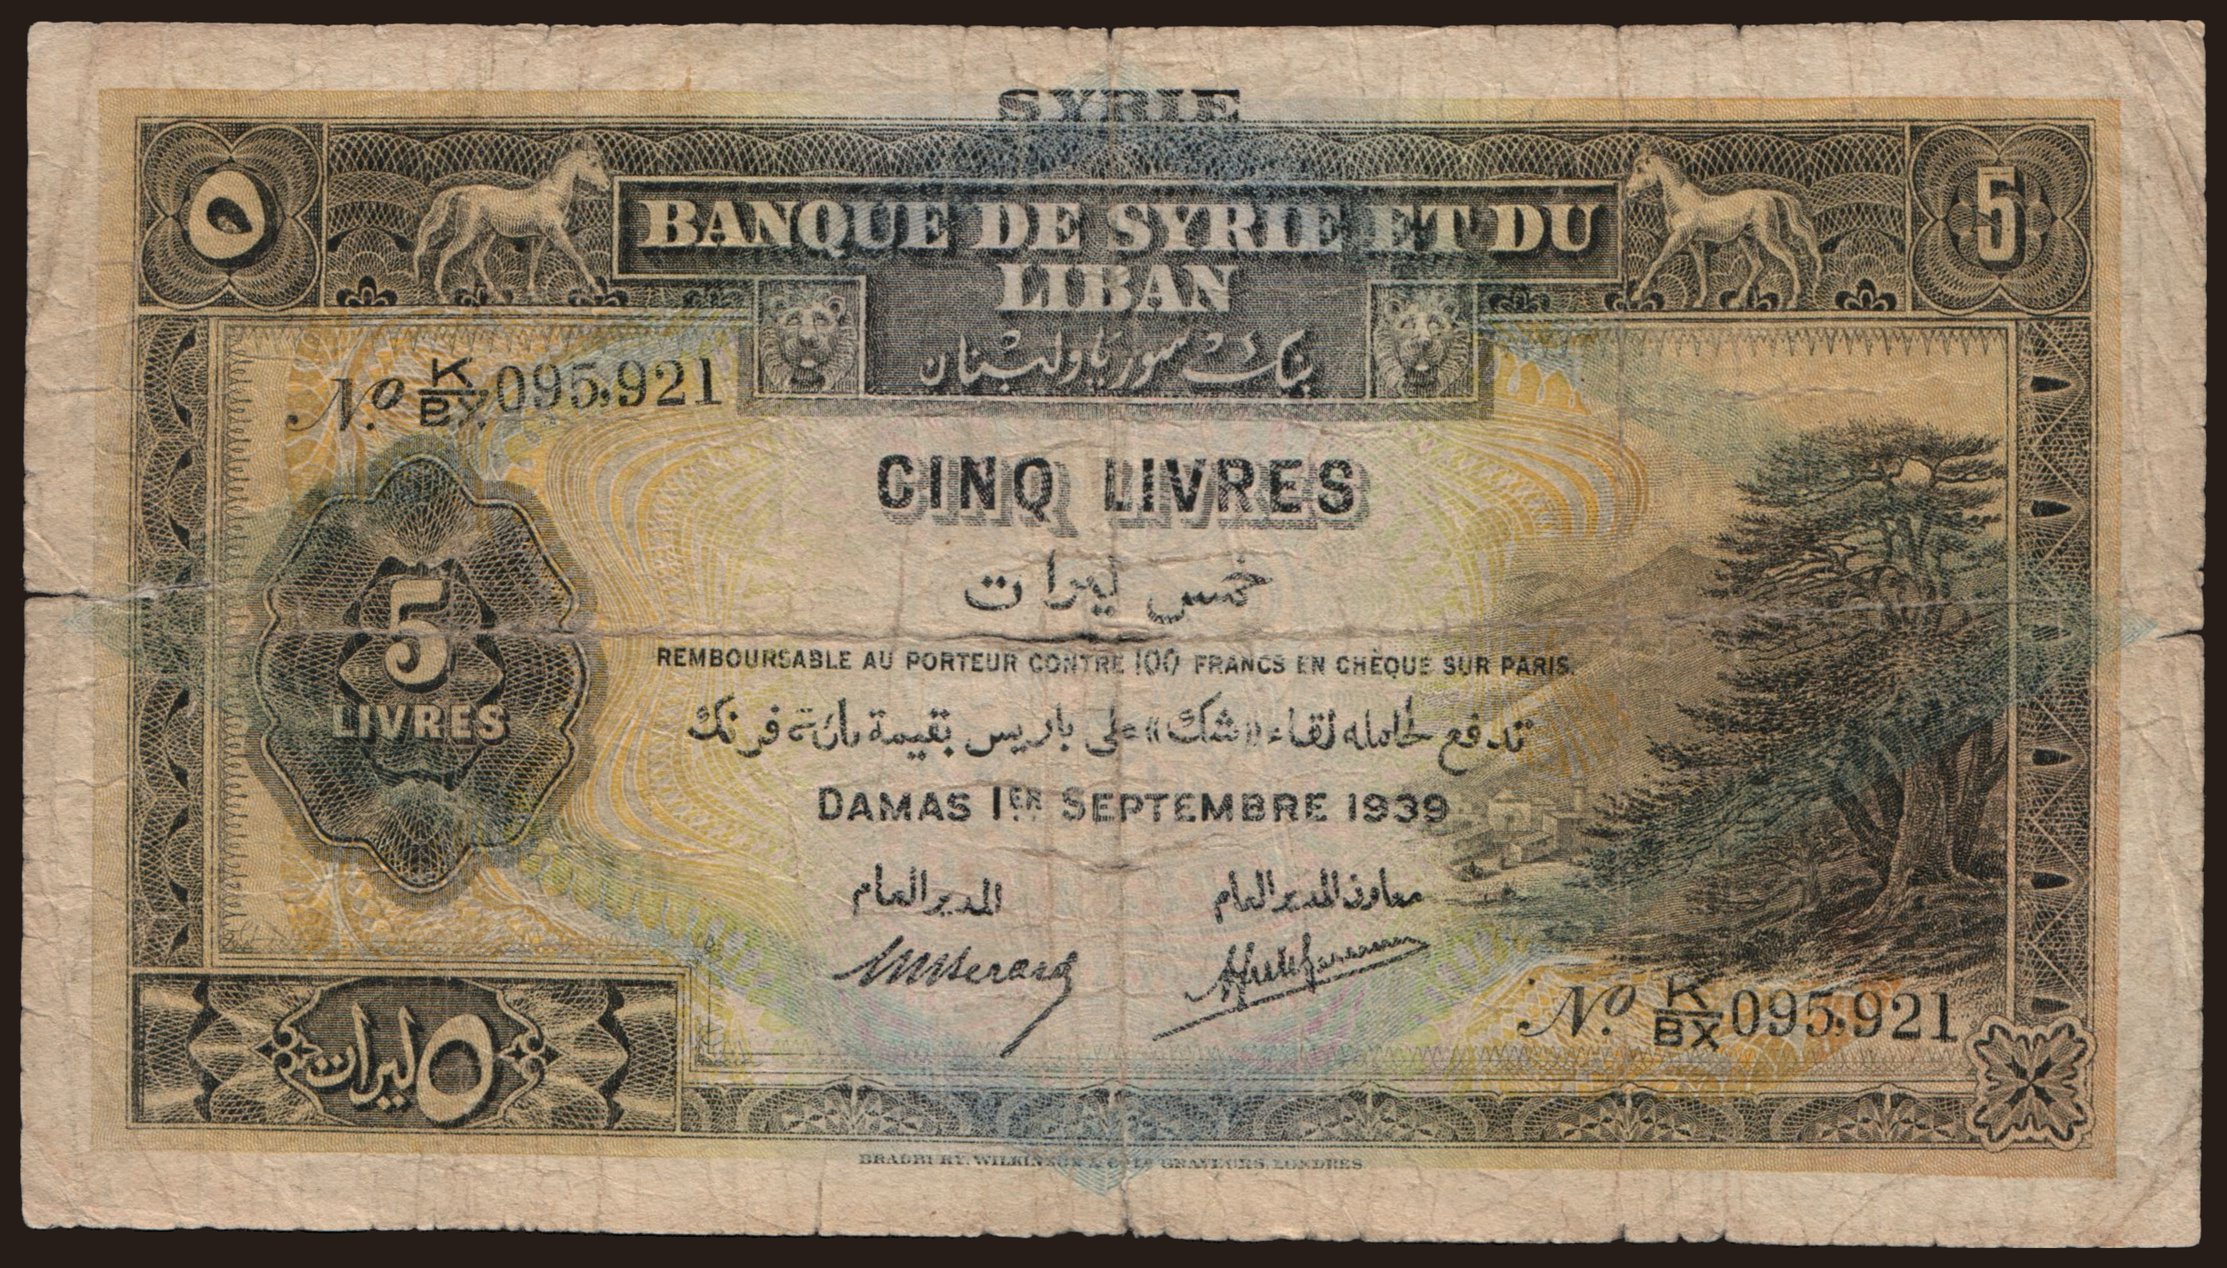 SYRIE
٥
5
BANQUE DE SYRIE ET DU
LIBAN
بنك سوريا ولبنان
No. K/BX 095,921
CINQ LIVRES
خمس ليرات
5
LIVRES
REMBOURSABLE AU PORTEUR CONTRE 100 FRANCS EN CHÈQUE SUR PARIS.
تدفع لحامله لقاء «شك» على باريس بقيمة مائة فرنك
DAMAS 1ER SEPTEMBRE 1939
معاون المدير العام
المدير العام
No. K/BX 095,921
٥ ليرات
BRADBURY, WILKINSON & Co. Ld. GRAVEURS, LONDRES